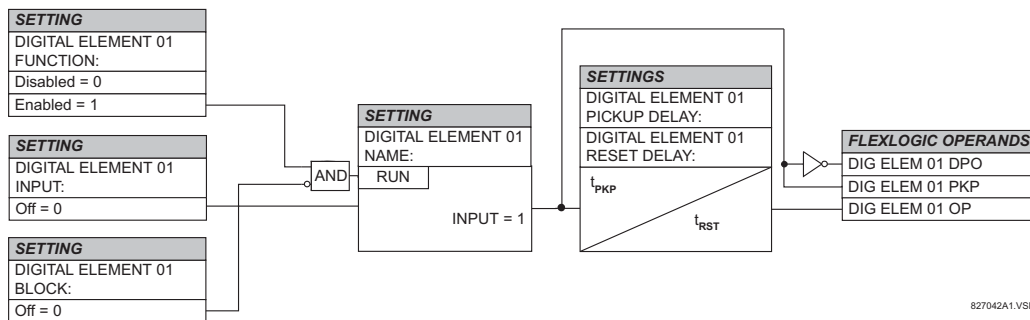 SETTING
DIGITAL ELEMENT 01
FUNCTION:
Disabled = 0
Enabled = 1
SETTING
DIGITAL ELEMENT 01
INPUT:
Off = 0
SETTING
DIGITAL ELEMENT 01
BLOCK:
Off = 0
AND
SETTING
DIGITAL ELEMENT 01
NAME:
RUN
INPUT = 1
SETTINGS
DIGITAL ELEMENT 01
PICKUP DELAY:
DIGITAL ELEMENT 01
RESET DELAY:
tPKP
tRST
FLEXLOGIC OPERANDS
DIG ELEM 01 DPO
DIG ELEM 01 PKP
DIG ELEM 01 OP
827042A1.VSD